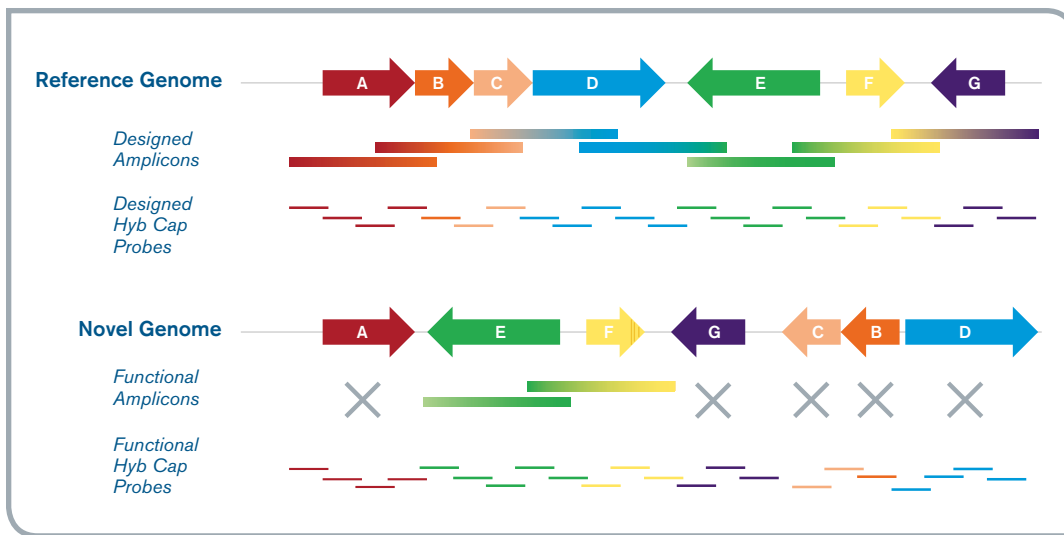 Reference Genome
A B C D E F G
Designed
Amplicons
Designed
Hyb Cap
Probes
Novel Genome
A E F G C B D
Functional
Amplicons
Functional
Hyb Cap
Probes